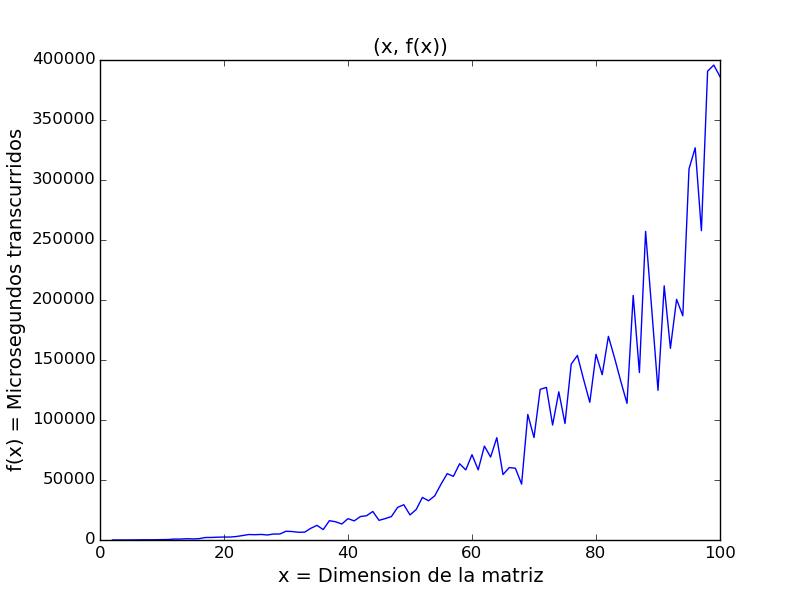 (x, f(x))
400000
350000
300000
250000
200000
150000
100000
50000
0
f(x) = Microsegundos transcurridos
0 20 40 60 80 100
x = Dimension de la matriz